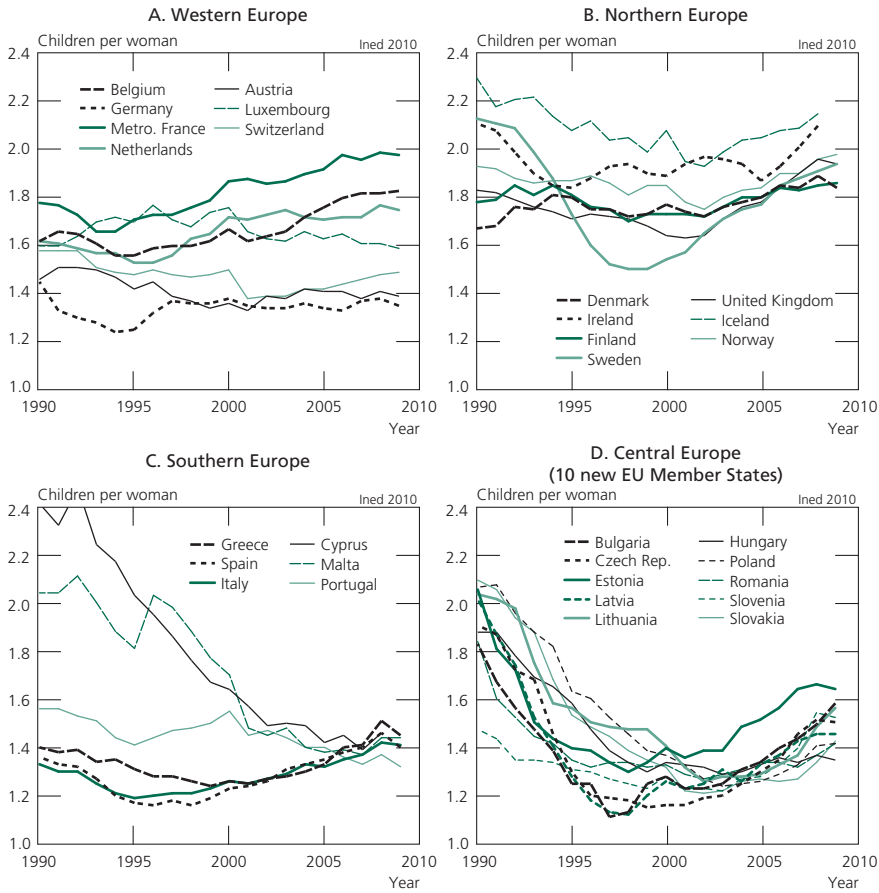 A. Western Europe
Children per woman
Ined 2010
2.4
2.2
2.0
1.8
1.6
1.4
1.2
1.0
Belgium
Germany
Metro. France
Netherlands
Austria
Luxembourg
Switzerland
1990 1995 2000 2005 2010
Year
B. Northern Europe
Children per woman
Ined 2010
2.4
2.2
2.0
1.8
1.6
1.4
1.2
1.0
Denmark
Ireland
Finland
Sweden
United Kingdom
Iceland
Norway
1990 1995 2000 2005 2010
Year
C. Southern Europe
Children per woman
Ined 2010
2.4
2.2
2.0
1.8
1.6
1.4
1.2
1.0
Greece
Spain
Italy
Cyprus
Malta
Portugal
1990 1995 2000 2005 2010
Year
D. Central Europe
(10 new EU Member States)
Children per woman
Ined 2010
2.4
2.2
2.0
1.8
1.6
1.4
1.2
1.0
Bulgaria
Czech Rep.
Estonia
Latvia
Lithuania
Hungary
Poland
Romania
Slovenia
Slovakia
1990 1995 2000 2005 2010
Year